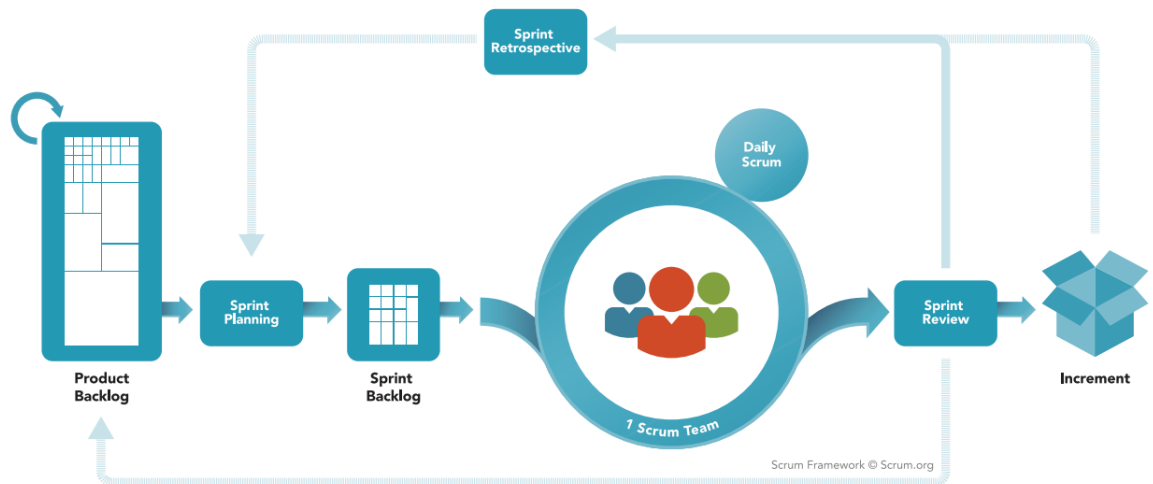 Sprint
Retrospective
Daily
Scrum
Sprint
Planning
Sprint
Review
Product
Backlog
Sprint
Backlog
Increment
1 Scrum Team
Scrum Framework © Scrum.org